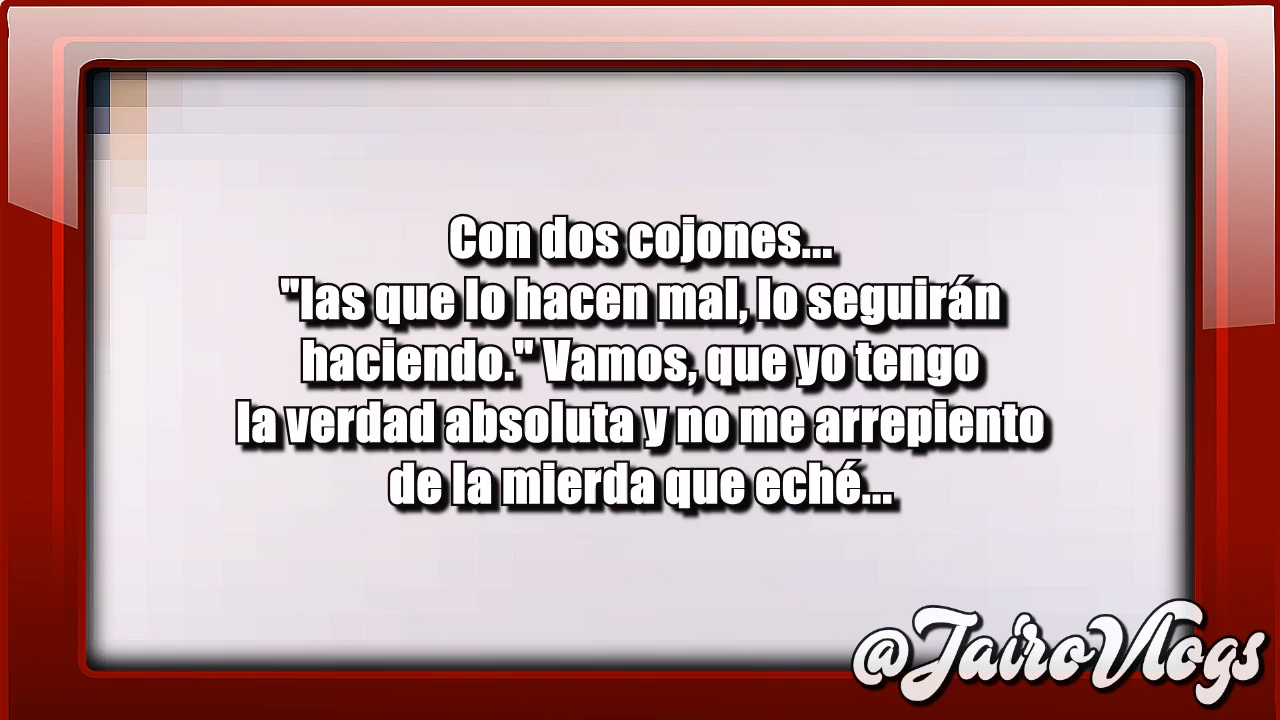 Con dos cojones...
"las que lo hacen mal, lo seguirán
haciendo." Vamos, que yo tengo
la verdad absoluta y no me arrepiento
de la mierda que eché...
@JairoVlogs